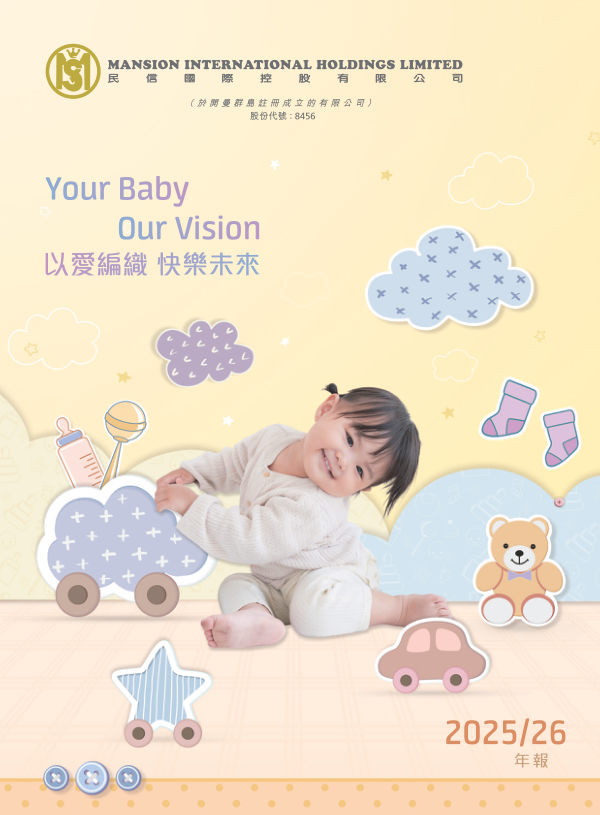 MANSION INTERNATIONAL HOLDINGS LIMITED
民信國際控股有限公司
（於開曼群島註冊成立的有限公司）
股份代號 : 8456
Your Baby
Our Vision
以愛編織 快樂未來
2025/26
年報